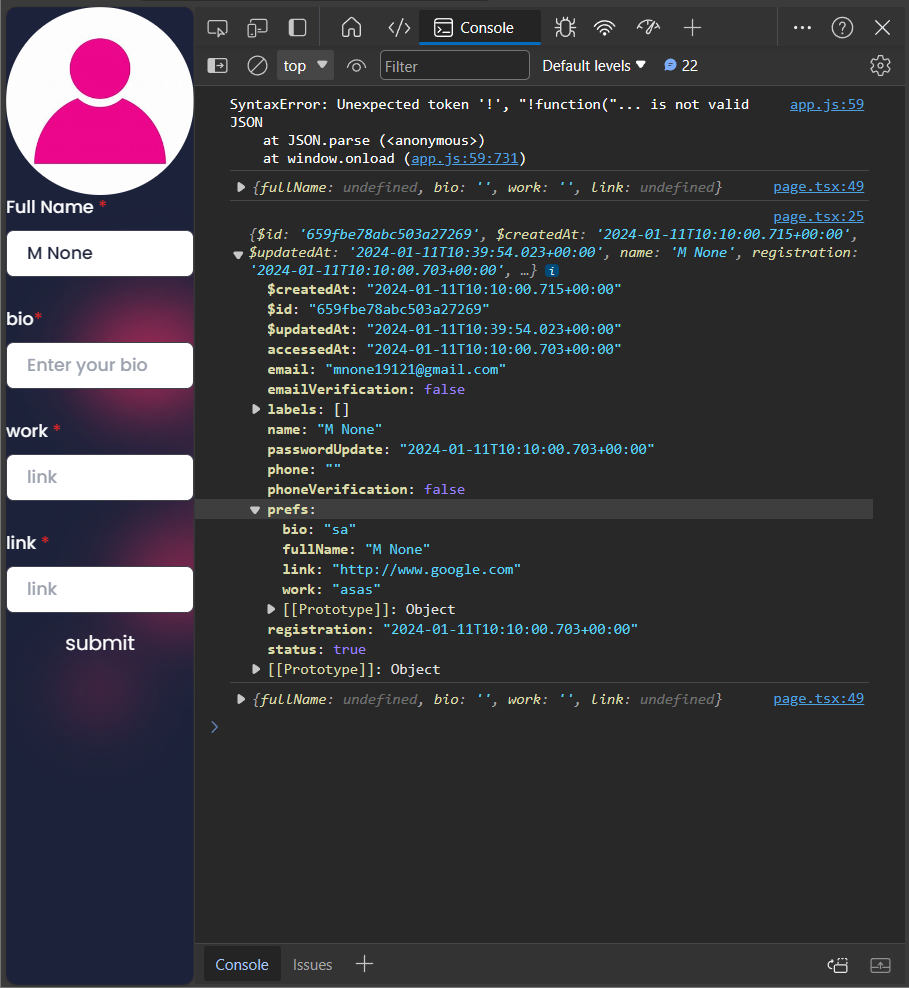 Full Name *
M None
bio*
Enter your bio
work *
link
link *
link
submit
Console
top
Filter
Default levels
22
SyntaxError: Unexpected token '!', "!function("... is not valid app.js:59
JSON
at JSON.parse (<anonymous>)
at window.onload (app.js:59:731)
{fullName: undefined, bio: '', work: '', link: undefined} page.tsx:49
page.tsx:25
{$id: '659fbe78abc503a27269', $createdAt: '2024-01-11T10:10:00.715+00:00',
$updatedAt: '2024-01-11T10:39:54.023+00:00', name: 'M None', registration:
'2024-01-11T10:10:00.703+00:00', …} i
$createdAt: "2024-01-11T10:10:00.715+00:00"
$id: "659fbe78abc503a27269"
$updatedAt: "2024-01-11T10:39:54.023+00:00"
accessedAt: "2024-01-11T10:10:00.703+00:00"
email: "mnone19121@gmail.com"
emailVerification: false
labels: []
name: "M None"
passwordUpdate: "2024-01-11T10:10:00.703+00:00"
phone: ""
phoneVerification: false
prefs:
bio: "sa"
fullName: "M None"
link: "http://www.google.com"
work: "asas"
[[Prototype]]: Object
registration: "2024-01-11T10:10:00.703+00:00"
status: true
[[Prototype]]: Object
{fullName: undefined, bio: '', work: '', link: undefined} page.tsx:49
Console
Issues